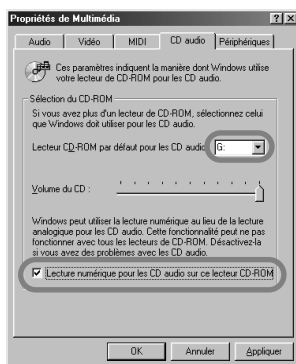 Propriétés de Multimédia
Audio
Vidéo
MIDI
CD audio
Périphériques
Ces paramètres indiquent la manière dont Windows utilise
votre lecteur de CD-ROM pour les CD audio.
Sélection du CD-ROM
Si vous avez plus d'un lecteur de CD-ROM, sélectionnez celui
que Windows doit utiliser pour les CD audio.
Lecteur CD-ROM par défaut pour les CD audio
G:
Volume du CD :
Windows peut utiliser la lecture numérique au lieu de la lecture
analogique pour les CD audio. Cette fonctionnalité peut ne pas
fonctionner avec tous les lecteurs de CD-ROM. Désactivez-la
si vous avez des problèmes avec les CD audio.
Lecture numérique pour les CD audio sur ce lecteur CD-ROM
OK
Annuler
Appliquer